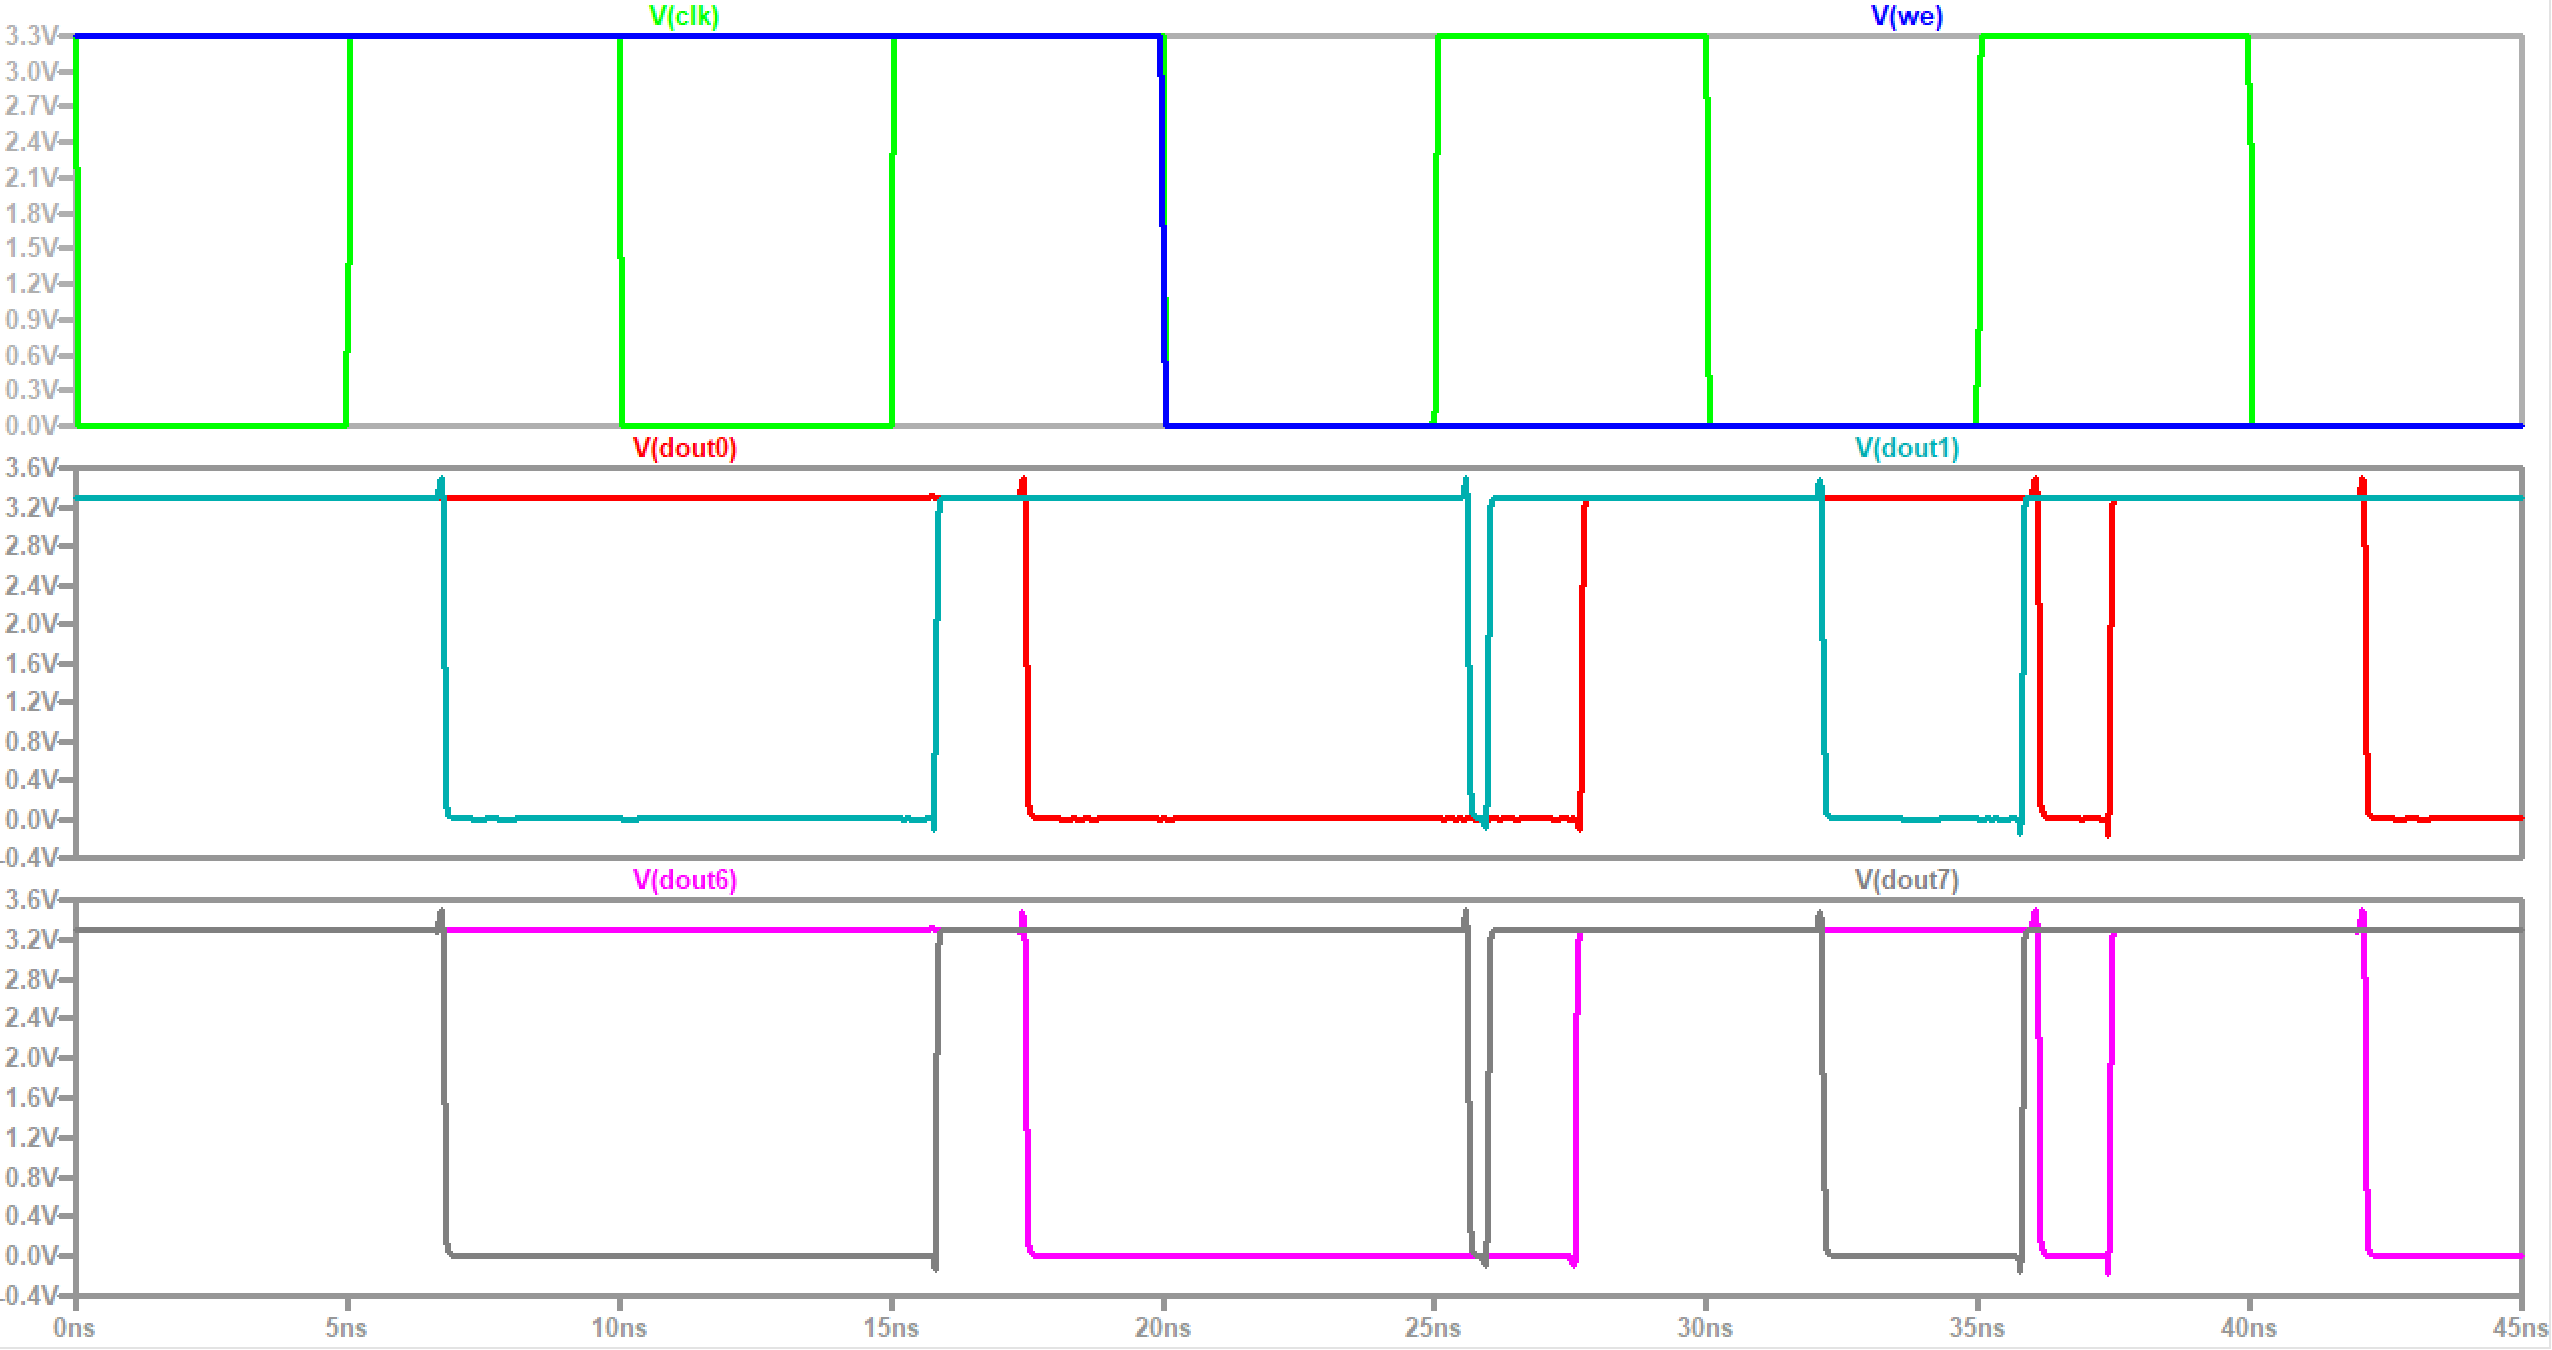 V(clk) V(we)
3.3V
3.0V
2.7V
2.4V
2.1V
1.8V
1.5V
1.2V
0.9V
0.6V
0.3V
0.0V
V(dout0) V(dout1)
3.6V
3.2V
2.8V
2.4V
2.0V
1.6V
1.2V
0.8V
0.4V
0.0V
-0.4V
V(dout6) V(dout7)
3.6V
3.2V
2.8V
2.4V
2.0V
1.6V
1.2V
0.8V
0.4V
0.0V
-0.4V
0ns 5ns 10ns 15ns 20ns 25ns 30ns 35ns 40ns 45ns